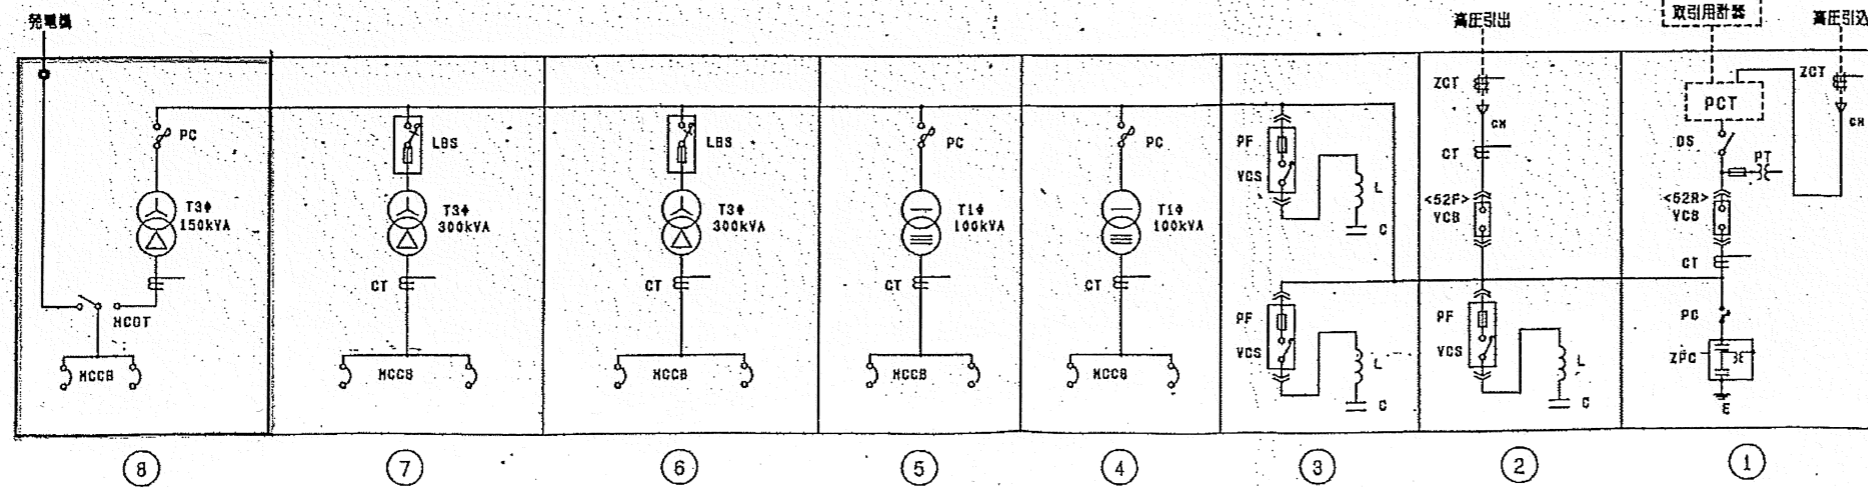 発電機
高圧引出
取引用計器
高圧引込
PC
T3Φ
150kVA
MCDT
MCCB
LBS
T3Φ
300kVA
CT
MCCB
LBS
T3Φ
300kVA
CT
MCCB
PC
T1Φ
100kVA
CT
MCCB
PC
T1Φ
100kVA
CT
MCCB
PF
VCS
L
C
PF
VCS
L
C
ZCT
CH
CT
<52F>
VCB
PF
VCS
L
C
PCT
ZCT
CH
DS
PT
<52R>
VCB
CT
PC
ZPC
E
8
7
6
5
4
3
2
1